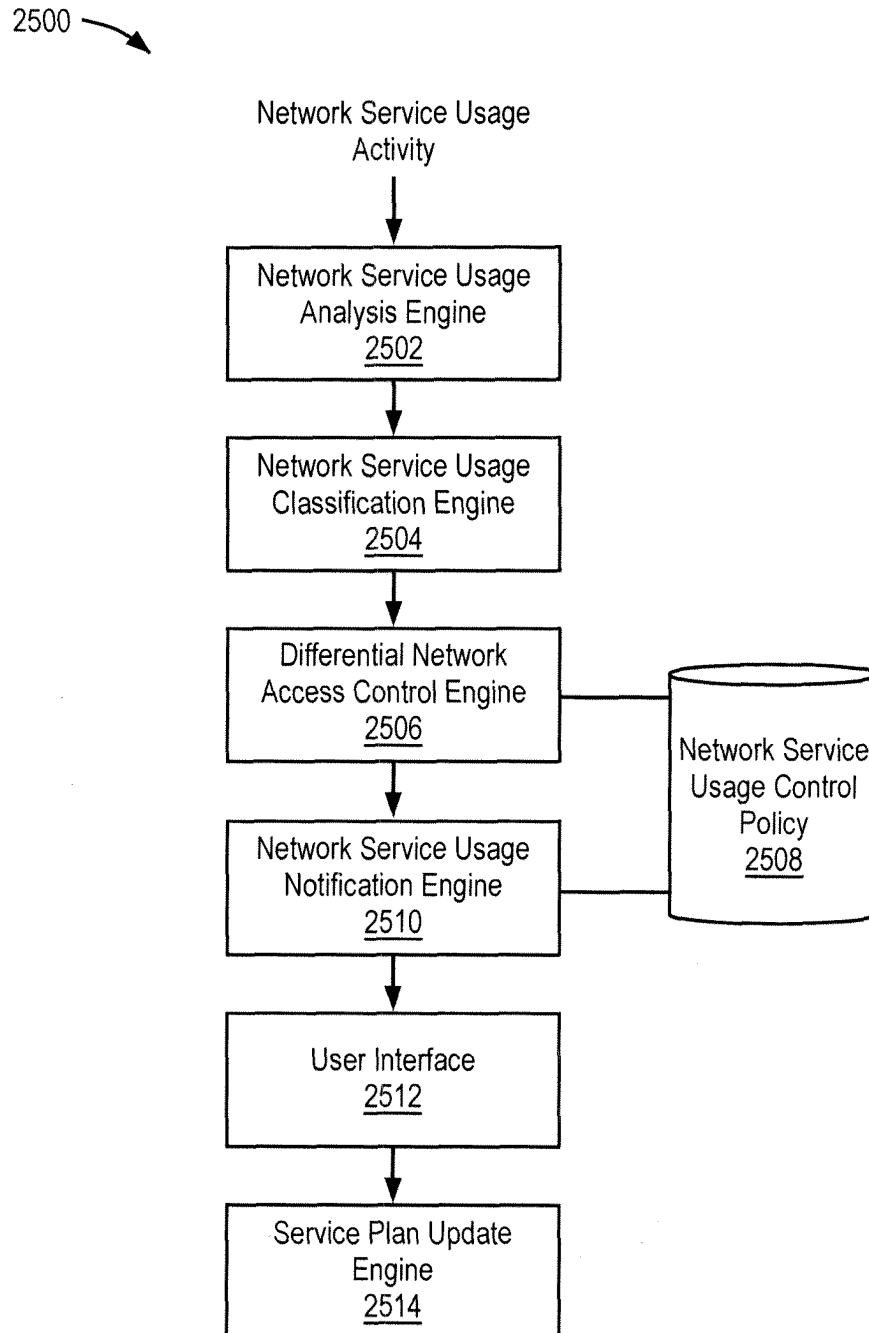 2500
Network Service Usage
Activity
Network Service Usage
Analysis Engine
2502
Network Service Usage
Classification Engine
2504
Differential Network
Access Control Engine
2506
Network Service
Usage Control
Policy
2508
Network Service Usage
Notification Engine
2510
User Interface
2512
Service Plan Update
Engine
2514